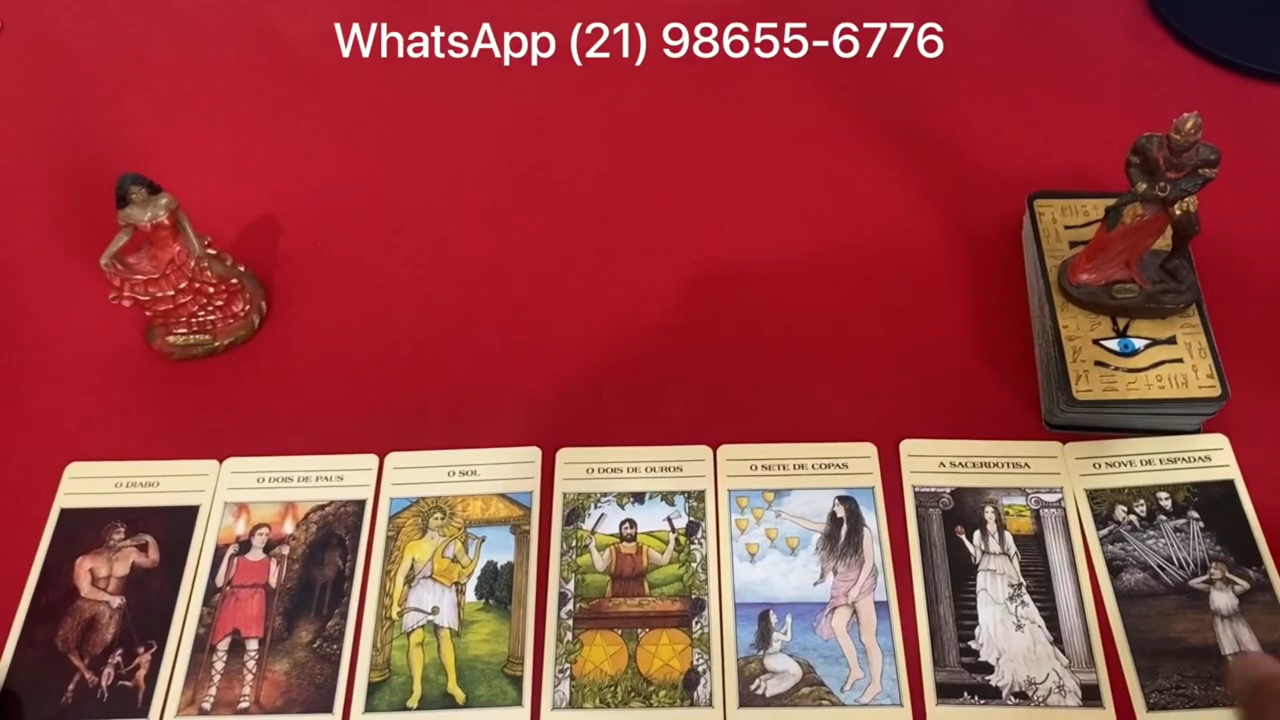 WhatsApp (21) 98655-6776
O DIABO
O DOIS DE PAUS
O SOL
O DOIS DE OUROS
O SETE DE COPAS
A SACERDOTISA
O NOVE DE ESPADAS